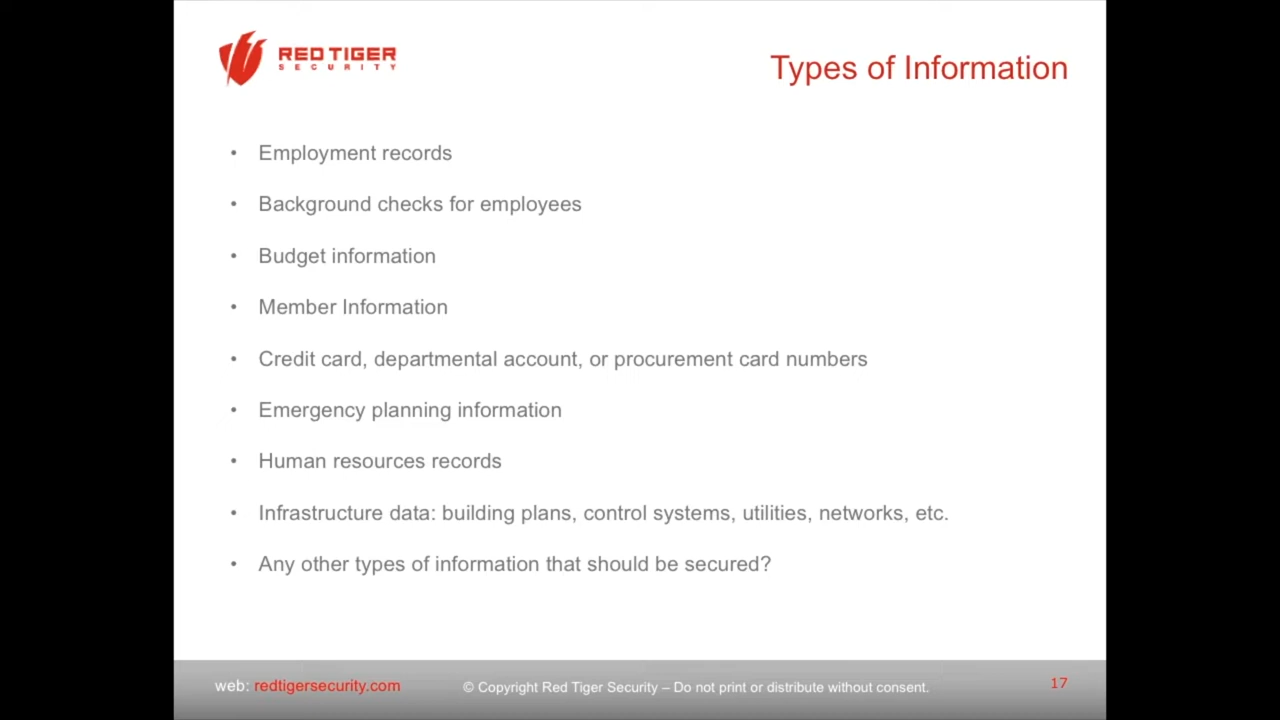 RED TIGER
SECURITY
Types of Information
• Employment records
• Background checks for employees
• Budget information
• Member Information
• Credit card, departmental account, or procurement card numbers
• Emergency planning information
• Human resources records
• Infrastructure data: building plans, control systems, utilities, networks, etc.
• Any other types of information that should be secured?
web: redtigersecurity.com © Copyright Red Tiger Security – Do not print or distribute without consent. 17